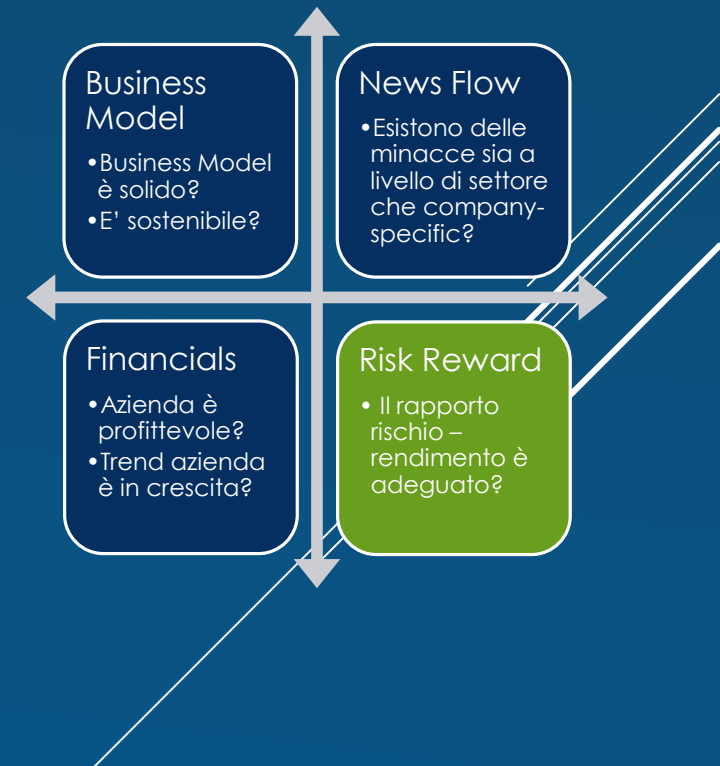 Business
Model
•Business Model
è solido?
•E' sostenibile?
News Flow
•Esistono delle
minacce sia a
livello di settore
che company-
specific?
Financials
•Azienda è
profittevole?
•Trend azienda
è in crescita?
Risk Reward
• Il rapporto
rischio –
rendimento è
adeguato?